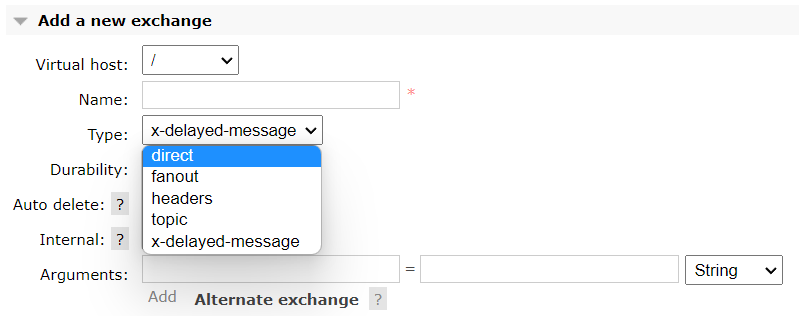 Add a new exchange
Virtual host: /
Name: *
Type: x-delayed-message
direct
Durability:
fanout
headers
Auto delete: ?
topic
Internal: ?
x-delayed-message
Arguments: = String
Add Alternate exchange ?